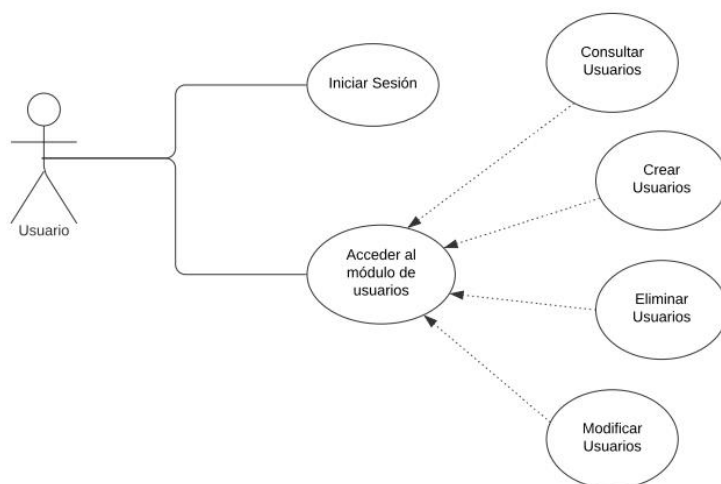 Consultar
Usuarios
Iniciar Sesión
Crear
Usuarios
Usuario
Acceder al
módulo de
usuarios
Eliminar
Usuarios
Modificar
Usuarios